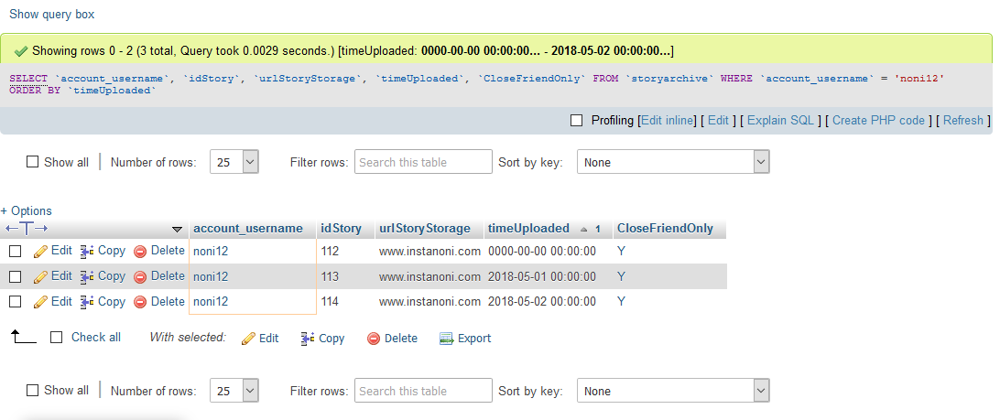 Show query box
Showing rows 0 - 2 (3 total, Query took 0.0029 seconds.) [timeUploaded: 0000-00-00 00:00:00... - 2018-05-02 00:00:00...]
SELECT `account_username`, `idStory`, `urlStoryStorage`, `timeUploaded`, `CloseFriendOnly` FROM `storyarchive` WHERE `account_username` = 'noni12'
ORDER BY `timeUploaded`
Profiling [Edit inline] [ Edit ] [ Explain SQL ] [ Create PHP code ] [ Refresh ]
Show all Number of rows: 25 Filter rows: Search this table Sort by key: None
+ Options
account_username idStory urlStoryStorage timeUploaded 1 CloseFriendOnly
Edit Copy Delete noni12 112 www.instanoni.com 0000-00-00 00:00:00 Y
Edit Copy Delete noni12 113 www.instanoni.com 2018-05-01 00:00:00 Y
Edit Copy Delete noni12 114 www.instanoni.com 2018-05-02 00:00:00 Y
Check all With selected: Edit Copy Delete Export
Show all Number of rows: 25 Filter rows: Search this table Sort by key: None